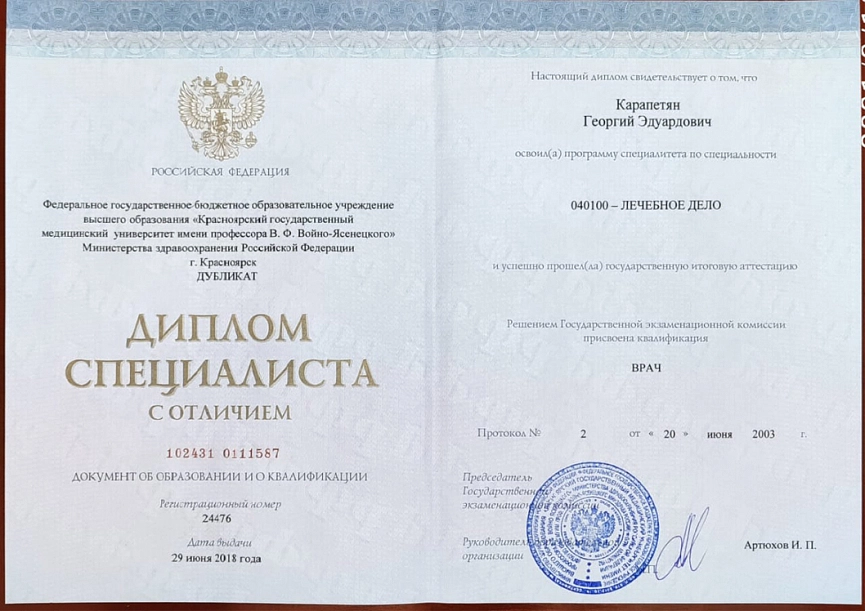 РОССИЙСКАЯ ФЕДЕРАЦИЯ
Федеральное государственное бюджетное образовательное учреждение
высшего образования «Красноярский государственный
медицинский университет имени профессора В. Ф. Войно-Ясенецкого»
Министерства здравоохранения Российской Федерации
г. Красноярск
ДУБЛИКАТ
ДИПЛОМ
СПЕЦИАЛИСТА
С ОТЛИЧИЕМ
102431 0111587
ДОКУМЕНТ ОБ ОБРАЗОВАНИИ И О КВАЛИФИКАЦИИ
Регистрационный номер
24476
Дата выдачи
29 июня 2018 года
Настоящий диплом свидетельствует о том, что
Карапетян
Георгий Эдуардович
освоил(а) программу специалитета по специальности
040100 – ЛЕЧЕБНОЕ ДЕЛО
и успешно прошел(ла) государственную итоговую аттестацию
Решением Государственной экзаменационной комиссии
присвоена квалификация
ВРАЧ
Протокол № 2 от « 20 » июня 2003 г.
Председатель
Государственной
экзаменационной комиссии
Руководитель
организации
Артюхов И. П.